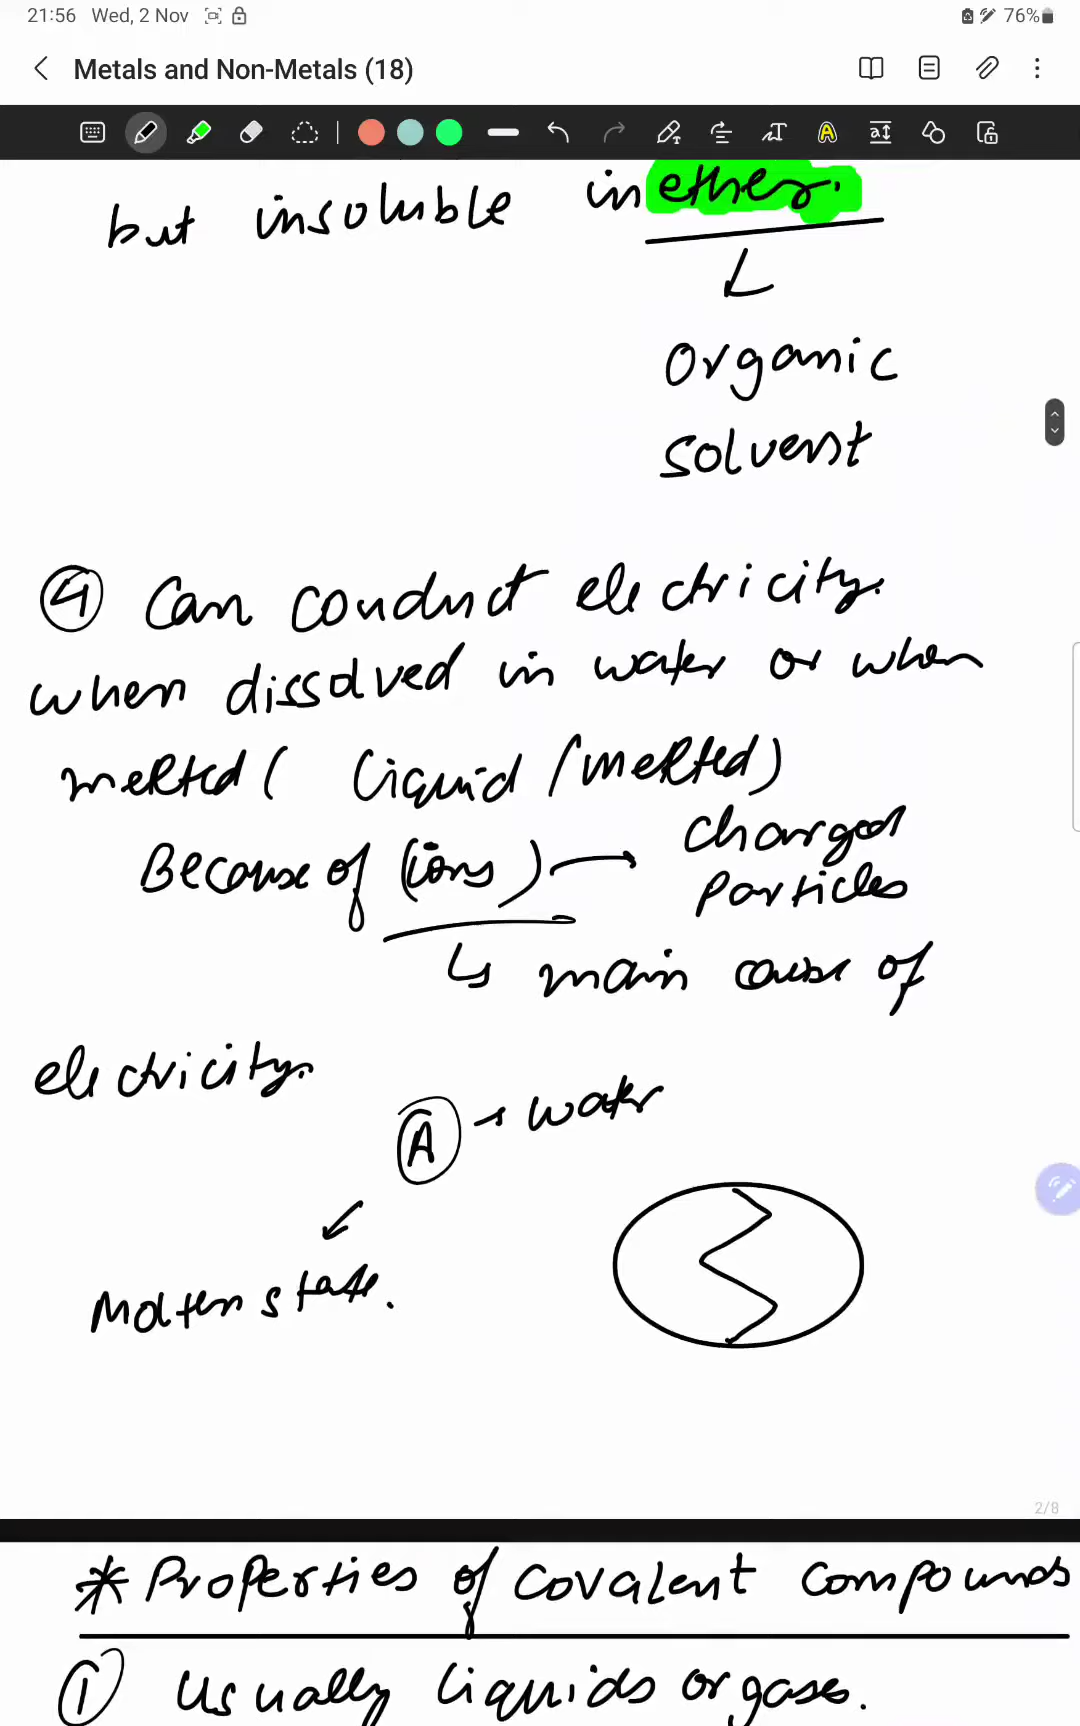 21:56 Wed, 2 Nov
76%
Metals and Non-Metals (18)
but insoluble in ether.
organic
solvent
④ Can conduct electricity.
when dissolved in water or when
melted ( Liquid / melted)
Because of (ions) → charged
particles
↳ main cause of
electricity.
A → water
Molten state.
2/8
* Properties of covalent compounds
① Usually liquids or gases.